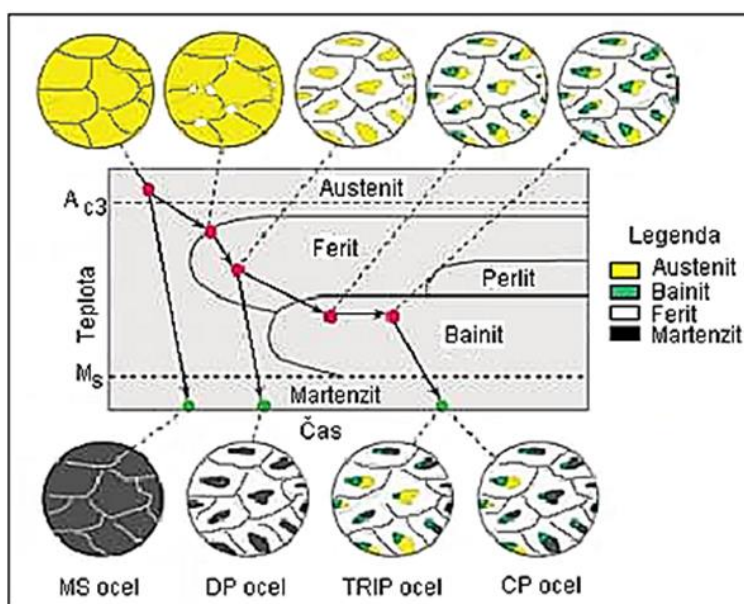 Austenit
A c3
Ferit
Perlit
Teplota
Bainit
Ms
Martenzit
Čas
Legenda
Austenit
Bainit
Ferit
Martenzit
MS ocel
DP ocel
TRIP ocel
CP ocel